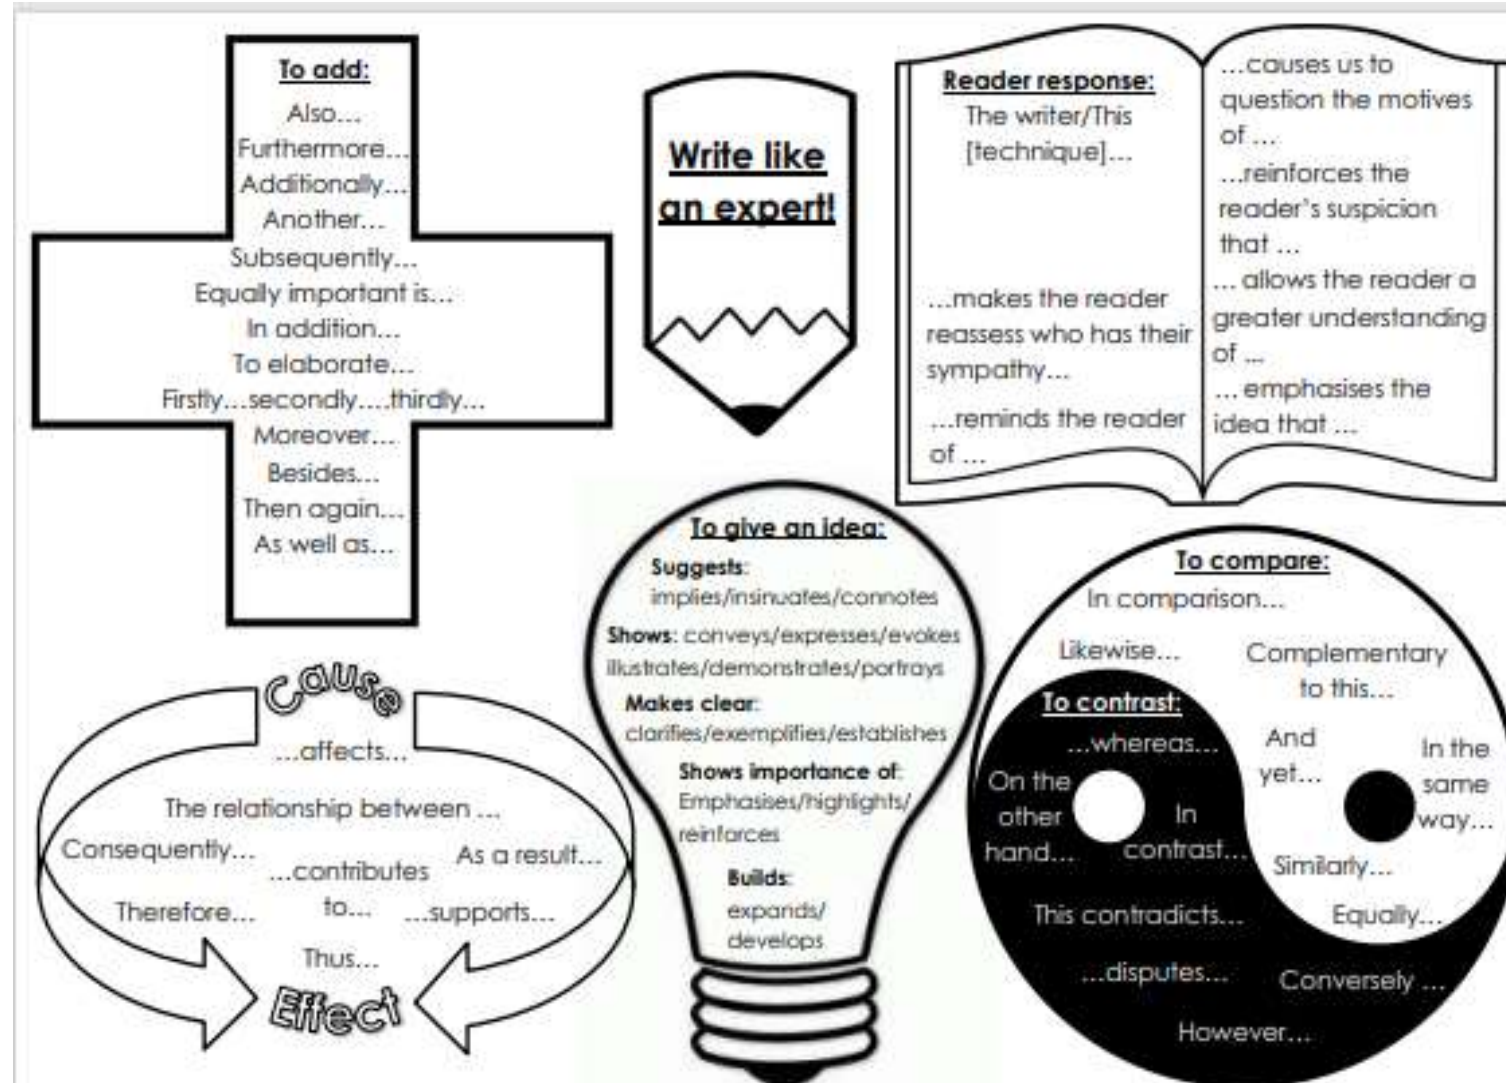 To add:
Also...
Furthermore...
Additionally...
Another...
Subsequently...
Equally important is...
In addition...
To elaborate...
Firstly...secondly....thirdly...
Moreover...
Besides...
Then again...
As well as...
Write like
an expert!
Reader response:
The writer/This
[technique]...
...makes the reader
reassess who has their
sympathy...
...reminds the reader
of ...
...causes us to
question the motives
of ...
...reinforces the
reader's suspicion
that ...
... allows the reader a
greater understanding
of ...
... emphasises the
idea that ...
Cause
...affects...
The relationship between ...
Consequently...
As a result...
...contributes
to...
Therefore...
...supports...
Thus...
Effect
To give an idea:
Suggests:
implies/insinuates/connotes
Shows: conveys/expresses/evokes
illustrates/demonstrates/portrays
Makes clear:
clarifies/exemplifies/establishes
Shows importance of:
Emphasises/highlights/
reinforces
Builds:
expands/
develops
To compare:
In comparison...
Likewise...
Complementary
to this...
And
yet...
In the
same
way...
Similarly...
Equally...
To contrast:
...whereas...
On the
other
hand...
In
contrast...
This contradicts...
...disputes...
Conversely ...
However...